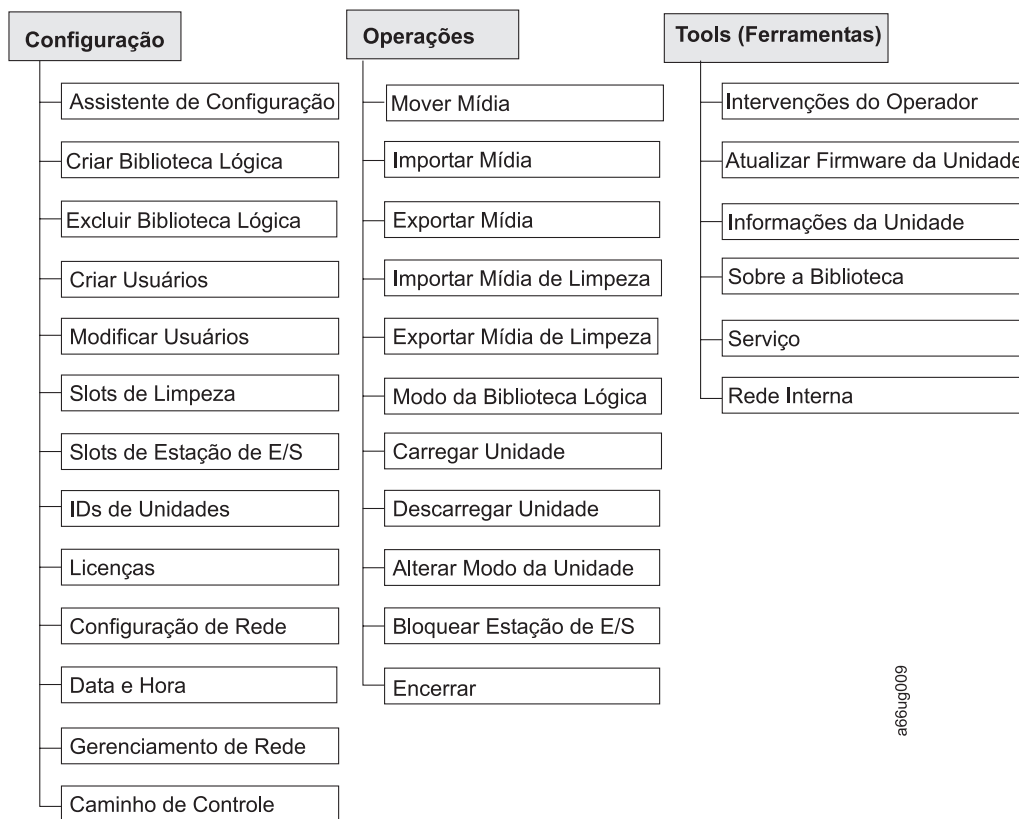 Configuração
Assistente de Configuração
Criar Biblioteca Lógica
Excluir Biblioteca Lógica
Criar Usuários
Modificar Usuários
Slots de Limpeza
Slots de Estação de E/S
IDs de Unidades
Licenças
Configuração de Rede
Data e Hora
Gerenciamento de Rede
Caminho de Controle
Operações
Mover Mídia
Importar Mídia
Exportar Mídia
Importar Mídia de Limpeza
Exportar Mídia de Limpeza
Modo da Biblioteca Lógica
Carregar Unidade
Descarregar Unidade
Alterar Modo da Unidade
Bloquear Estação de E/S
Encerrar
Tools (Ferramentas)
Intervenções do Operador
Atualizar Firmware da Unidade
Informações da Unidade
Sobre a Biblioteca
Serviço
Rede Interna
a66ug009